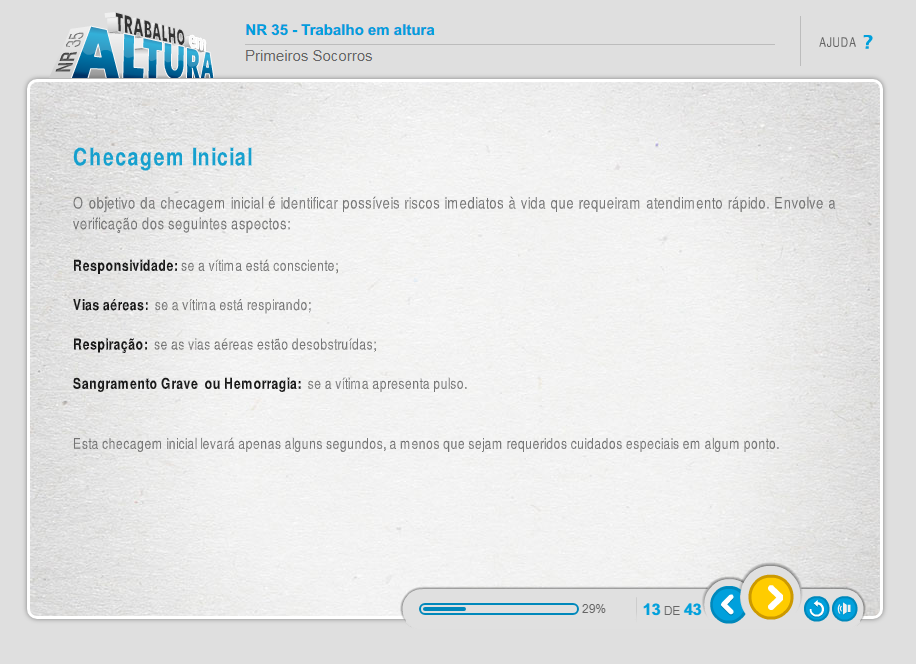 NR 35
TRABALHO em
ALTURA
NR 35 - Trabalho em altura
Primeiros Socorros
AJUDA ?
Checagem Inicial
O objetivo da checagem inicial é identificar possíveis riscos imediatos à vida que requeiram atendimento rápido. Envolve a
verificação dos seguintes aspectos:
Responsividade: se a vítima está consciente;
Vias aéreas: se a vítima está respirando;
Respiração: se as vias aéreas estão desobstruídas;
Sangramento Grave ou Hemorragia: se a vítima apresenta pulso.
Esta checagem inicial levará apenas alguns segundos, a menos que sejam requeridos cuidados especiais em algum ponto.
29%
13 DE 43